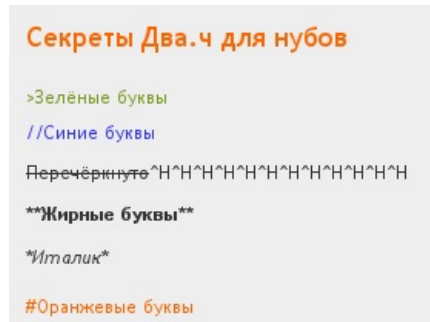 Секреты Два.ч для нубов
>Зелёные буквы
//Синие буквы
Перечёркнуто^H^H^H^H^H^H^H^H^H^H^H^H
**Жирные буквы**
*Италик*
#Оранжевые буквы